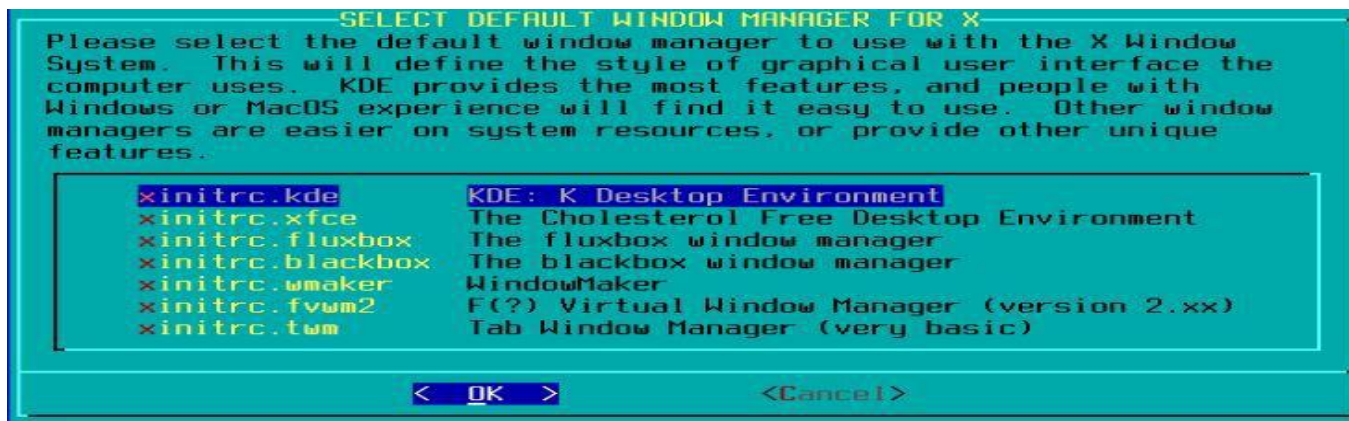 SELECT DEFAULT WINDOW MANAGER FOR X
Please select the default window manager to use with the X Window
System.  This will define the style of graphical user interface the
computer uses.  KDE provides the most features, and people with
Windows or MacOS experience will find it easy to use.  Other window
managers are easier on system resources, or provide other unique
features.
xinitrc.kde KDE: K Desktop Environment
xinitrc.xfce The Cholesterol Free Desktop Environment
xinitrc.fluxbox The fluxbox window manager
xinitrc.blackbox The blackbox window manager
xinitrc.wmaker WindowMaker
xinitrc.fvwm2 F(?) Virtual Window Manager (version 2.xx)
xinitrc.twm Tab Window Manager (very basic)
< OK > <Cancel>